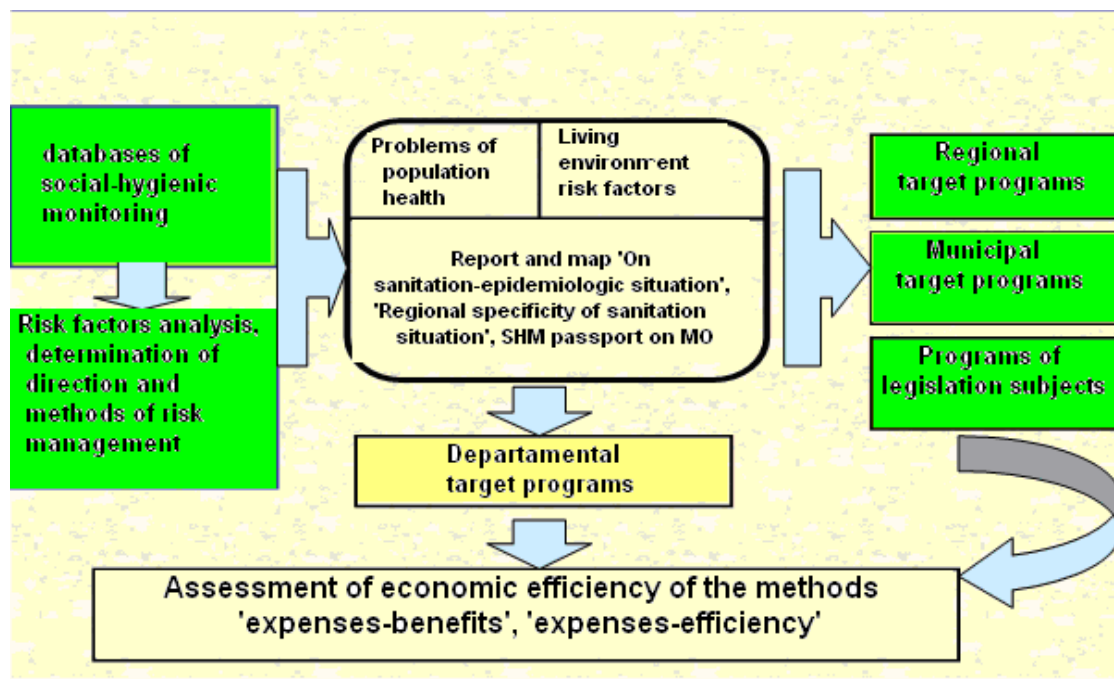 databases of
social-hygienic
monitoring
Risk factors analysis,
determination of
direction and
methods of risk
management
Problems of
population
health
Living
environment
risk factors
Report and map 'On
sanitation-epidemiologic situation',
'Regional specificity of sanitation
situation', SHM passport on MO
Regional
target programs
Municipal
target programs
Programs of
legislation subjects
Departamental
target programs
Assessment of economic efficiency of the methods
'expenses-benefits', 'expenses-efficiency'